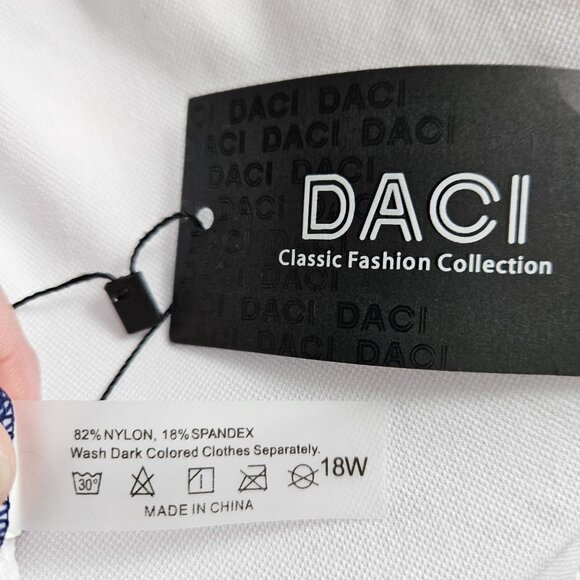 DACI DACI
DACI DACI DACI
DACI DACI
DACI
DACI
Classic Fashion Collection
DACI DACI
DACI DACI
82% NYLON, 18% SPANDEX
Wash Dark Colored Clothes Separately.
30° 18W
MADE IN CHINA